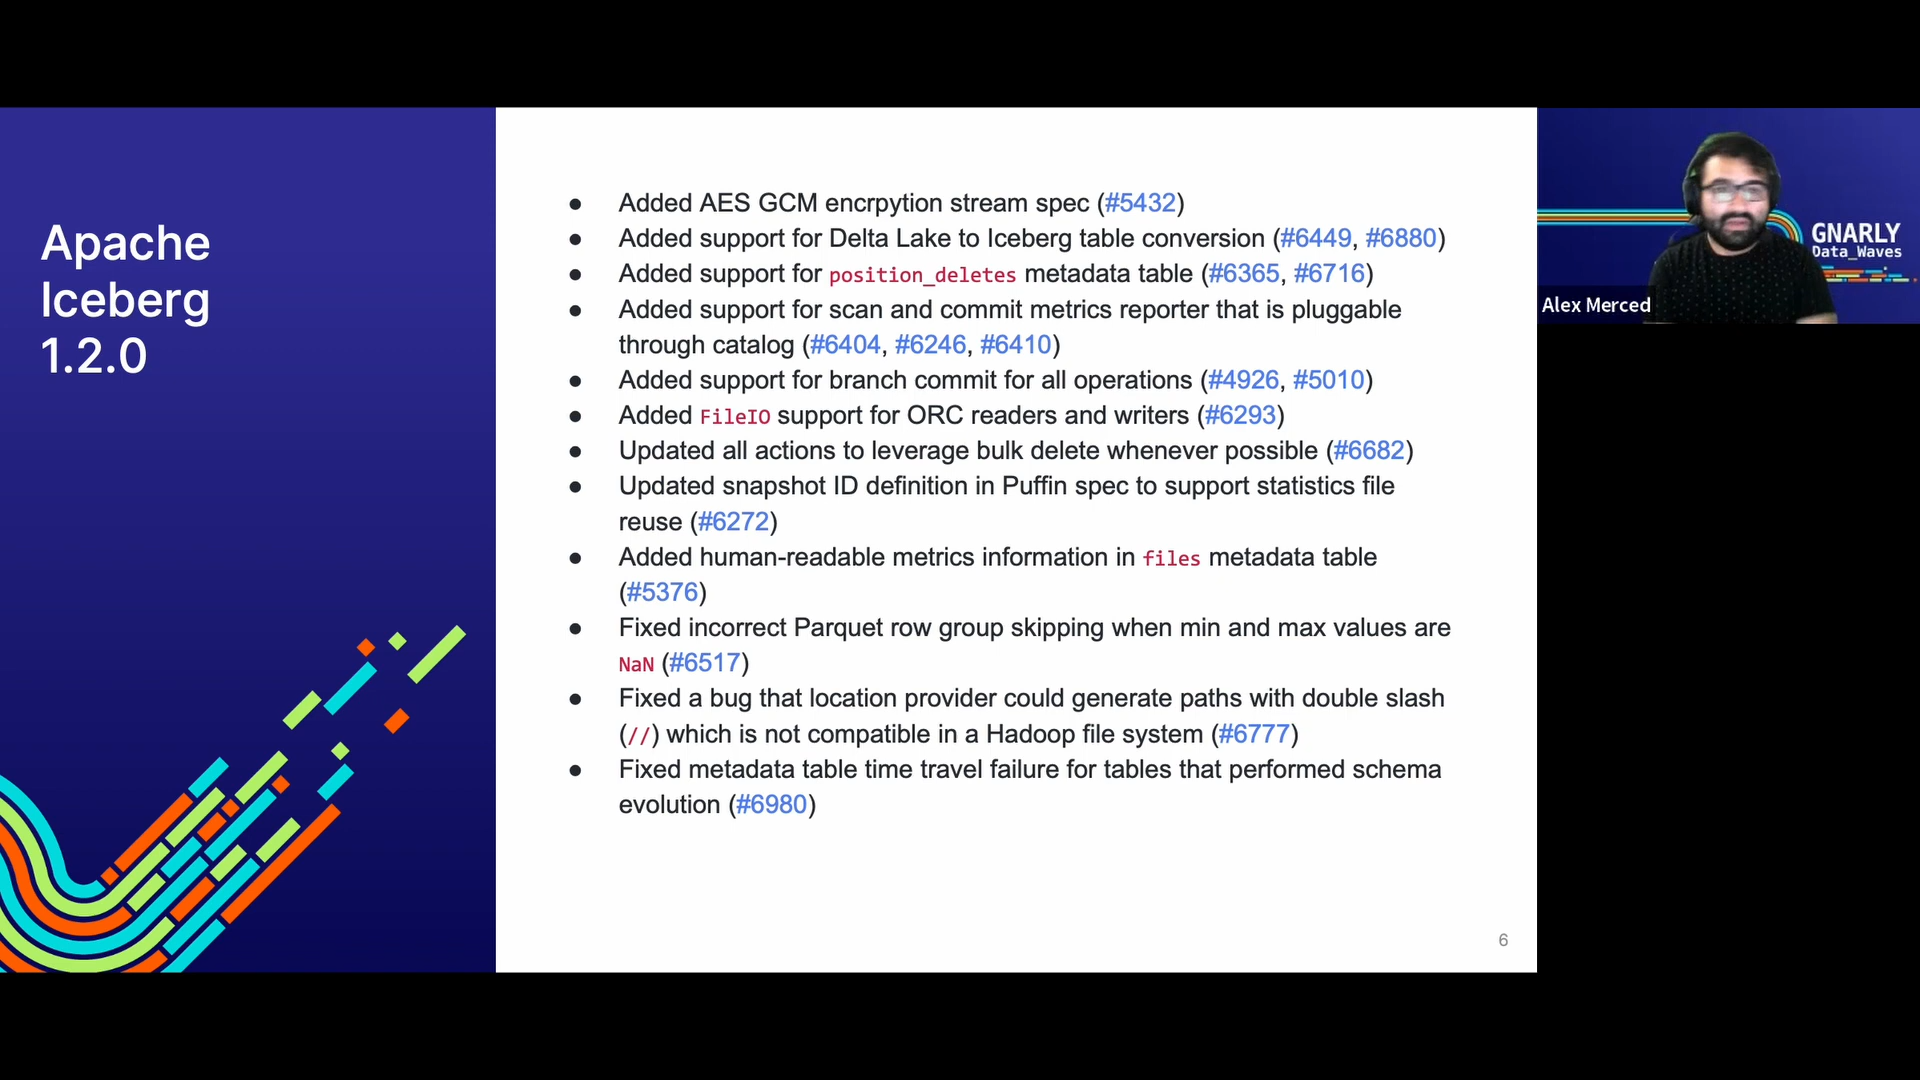 Apache
Iceberg
1.2.0
● Added AES GCM encrpytion stream spec (#5432)
● Added support for Delta Lake to Iceberg table conversion (#6449, #6880)
● Added support for position_deletes metadata table (#6365, #6716)
● Added support for scan and commit metrics reporter that is pluggable
through catalog (#6404, #6246, #6410)
● Added support for branch commit for all operations (#4926, #5010)
● Added FileIO support for ORC readers and writers (#6293)
● Updated all actions to leverage bulk delete whenever possible (#6682)
● Updated snapshot ID definition in Puffin spec to support statistics file
reuse (#6272)
● Added human-readable metrics information in files metadata table
(#5376)
● Fixed incorrect Parquet row group skipping when min and max values are
NaN (#6517)
● Fixed a bug that location provider could generate paths with double slash
(//) which is not compatible in a Hadoop file system (#6777)
● Fixed metadata table time travel failure for tables that performed schema
evolution (#6980)
6
GNARLY
Data_Waves
Alex Merced